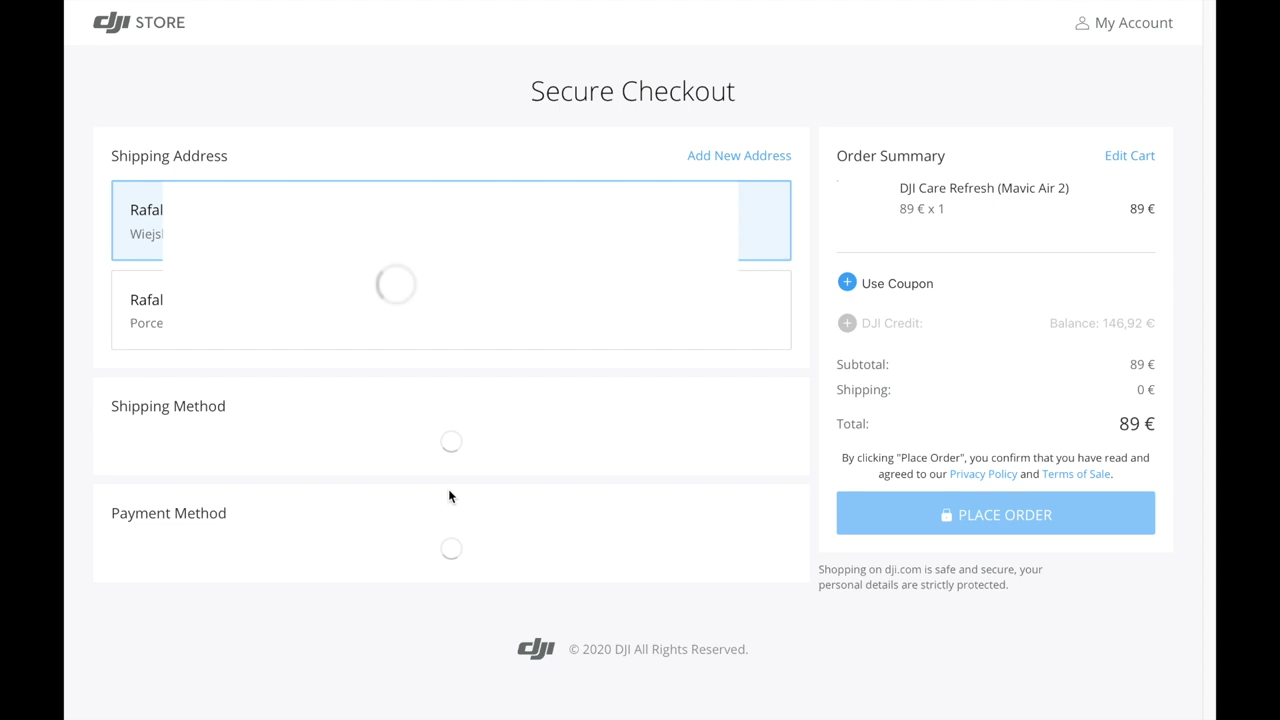 dji STORE
My Account
Secure Checkout
Shipping Address
Add New Address
Rafal
Porce
Shipping Method
Payment Method
Order Summary
Edit Cart
DJI Care Refresh (Mavic Air 2)
89 € x 1
89 €
Use Coupon
DJI Credit:
Balance: 146,92 €
Subtotal:
89 €
Shipping:
0 €
Total:
89 €
By clicking "Place Order", you confirm that you have read and
agreed to our Privacy Policy and Terms of Sale.
PLACE ORDER
Shopping on dji.com is safe and secure, your
personal details are strictly protected.
dji © 2020 DJI All Rights Reserved.